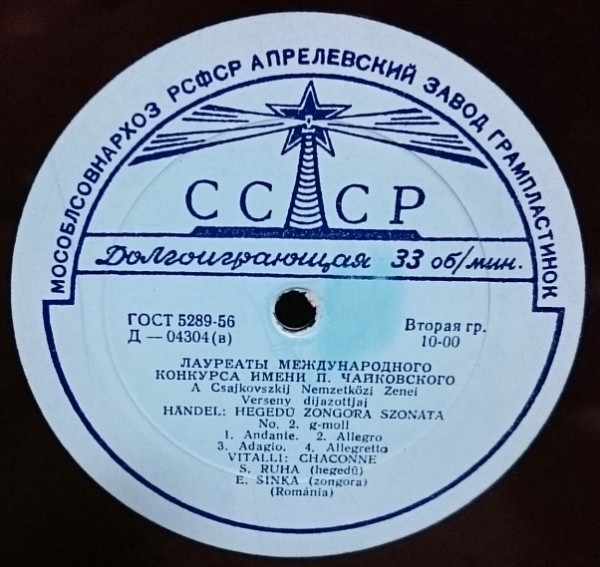 МОСОБЛСОВНАРХОЗ РСФСР АПРЕЛЕВСКИЙ ЗАВОД ГРАМПЛАСТИНОК
СССР
Долгоиграющая 33 об/мин.
ГОСТ 5289-56
Д — 04304(в)
Вторая гр.
10-00
ЛАУРЕАТЫ МЕЖДУНАРОДНОГО
КОНКУРСА ИМЕНИ П. ЧАЙКОВСКОГО
A Csajkovszkij Nemzetközi Zenei
Verseny dijazottjai
HÄNDEL: HEGEDŰ ZONGORA SZONATA
No. 2. g-moll
1. Andante. 2. Allegro
3. Adagio. 4. Allegretto
VITALLI: CHACONNE
S. RUHA (hegedű)
E. SINKA (zongora)
(Románia)